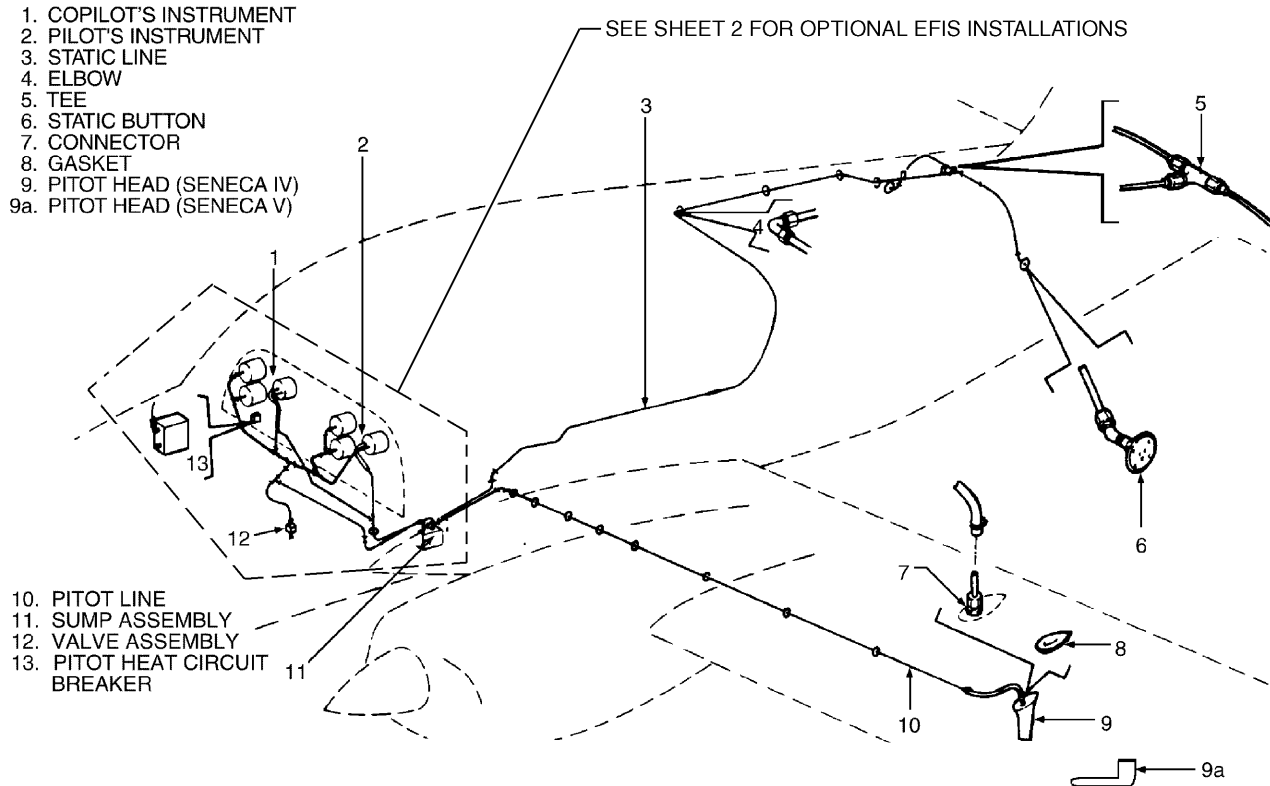 1. COPILOT'S INSTRUMENT
2. PILOT'S INSTRUMENT
3. STATIC LINE
4. ELBOW
5. TEE
6. STATIC BUTTON
7. CONNECTOR
8. GASKET
9. PITOT HEAD (SENECA IV)
9a. PITOT HEAD (SENECA V)
SEE SHEET 2 FOR OPTIONAL EFIS INSTALLATIONS
3
5
2
4
1
13
12
6
7
8
10. PITOT LINE
11. SUMP ASSEMBLY
12. VALVE ASSEMBLY
13. PITOT HEAT CIRCUIT
BREAKER
11
10
9
9a